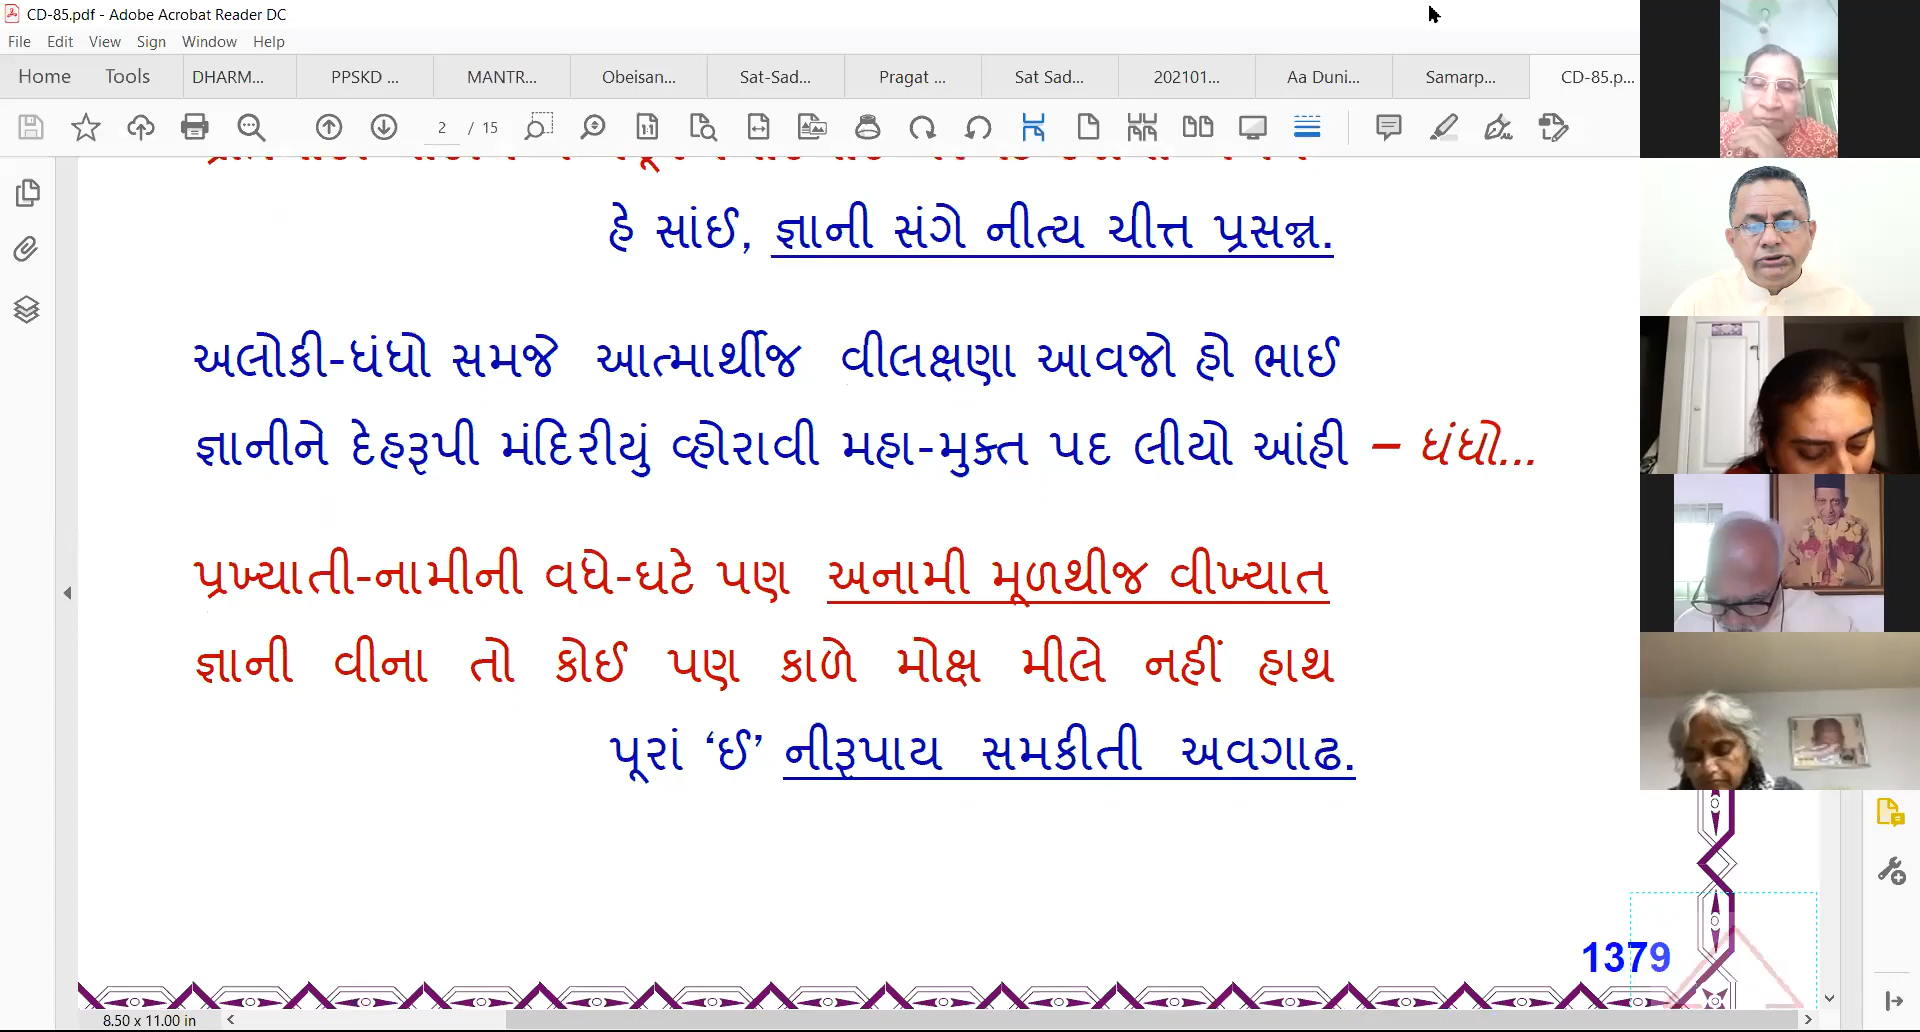 CD-85.pdf - Adobe Acrobat Reader DC
File Edit View Sign Window Help
Home Tools DHARM... PPSKD ... MANTR... Obeisan... Sat-Sad... Pragat ... Sat Sad... 202101... Aa Duni... Samarp... CD-85.p...
2 / 15
હે સાંઈ, જ્ઞાની સંગે નીત્ય ચીત્ત પ્રસન્ન.
અલોકી-ધંધો સમજે આત્માર્થીજ વીલક્ષણા આવજો હો ભાઈ
જ્ઞાનીને દેહરૂપી મંદિરીયું વ્હોરાવી મહા-મુક્ત પદ લીયો આંહી – ધંધો...
પ્રખ્યાતી-નામીની વધે-ઘટે પણ અનામી મૂળથીજ વીખ્યાત
જ્ઞાની વીના તો કોઈ પણ કાળે મોક્ષ મીલે નહીં હાથ
પૂરાં ‘ઈ’ નીરૂપાય સમકીતી અવગાઢ.
1379
8.50 x 11.00 in